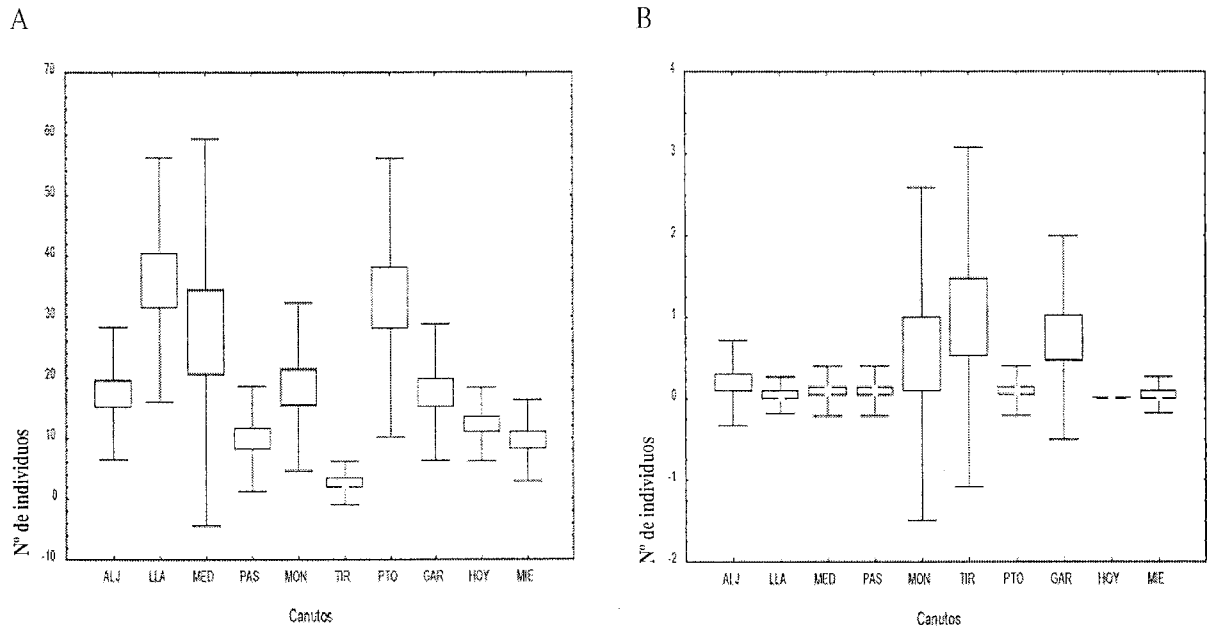 A
B
70
60
50
40
30
20
10
0
-10
Nº de individuos
ALJ LLA MED PAS MON TIR PTO GAR HOY MIE
Canutos
4
3
2
1
0
-1
-2
Nº de individuos
ALJ LLA MED PAS MON TIR PTO GAR HOY MIE
Canutos